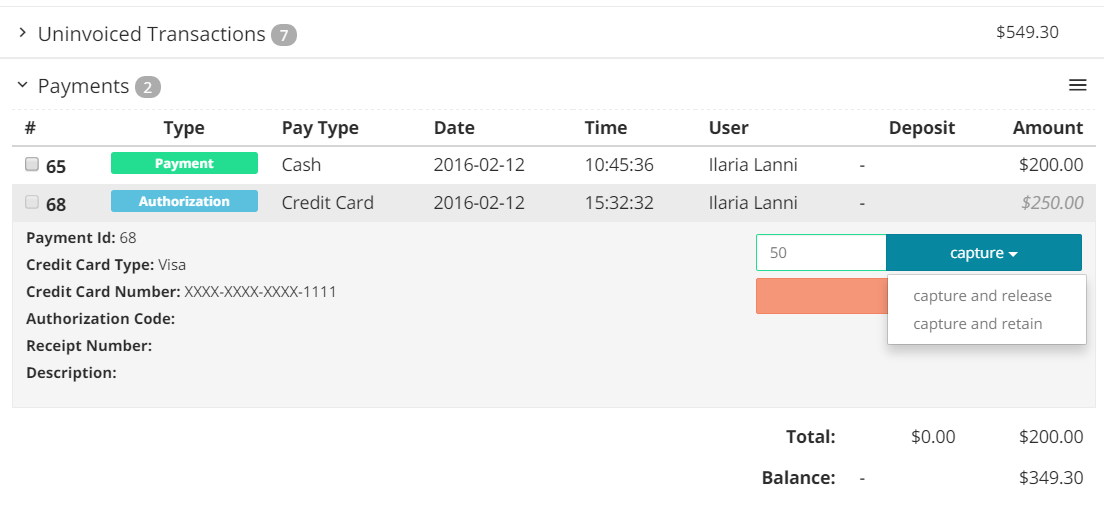 Uninvoiced Transactions 7 $549.30
Payments 2
# Type Pay Type Date Time User Deposit Amount
65 Payment Cash 2016-02-12 10:45:36 Ilaria Lanni - $200.00
68 Authorization Credit Card 2016-02-12 15:32:32 Ilaria Lanni - $250.00
Payment Id: 68
50 capture
Credit Card Type: Visa
Credit Card Number: XXXX-XXXX-XXXX-1111
capture and release
Authorization Code:
capture and retain
Receipt Number:
Description:
Total: $0.00 $200.00
Balance: - $349.30